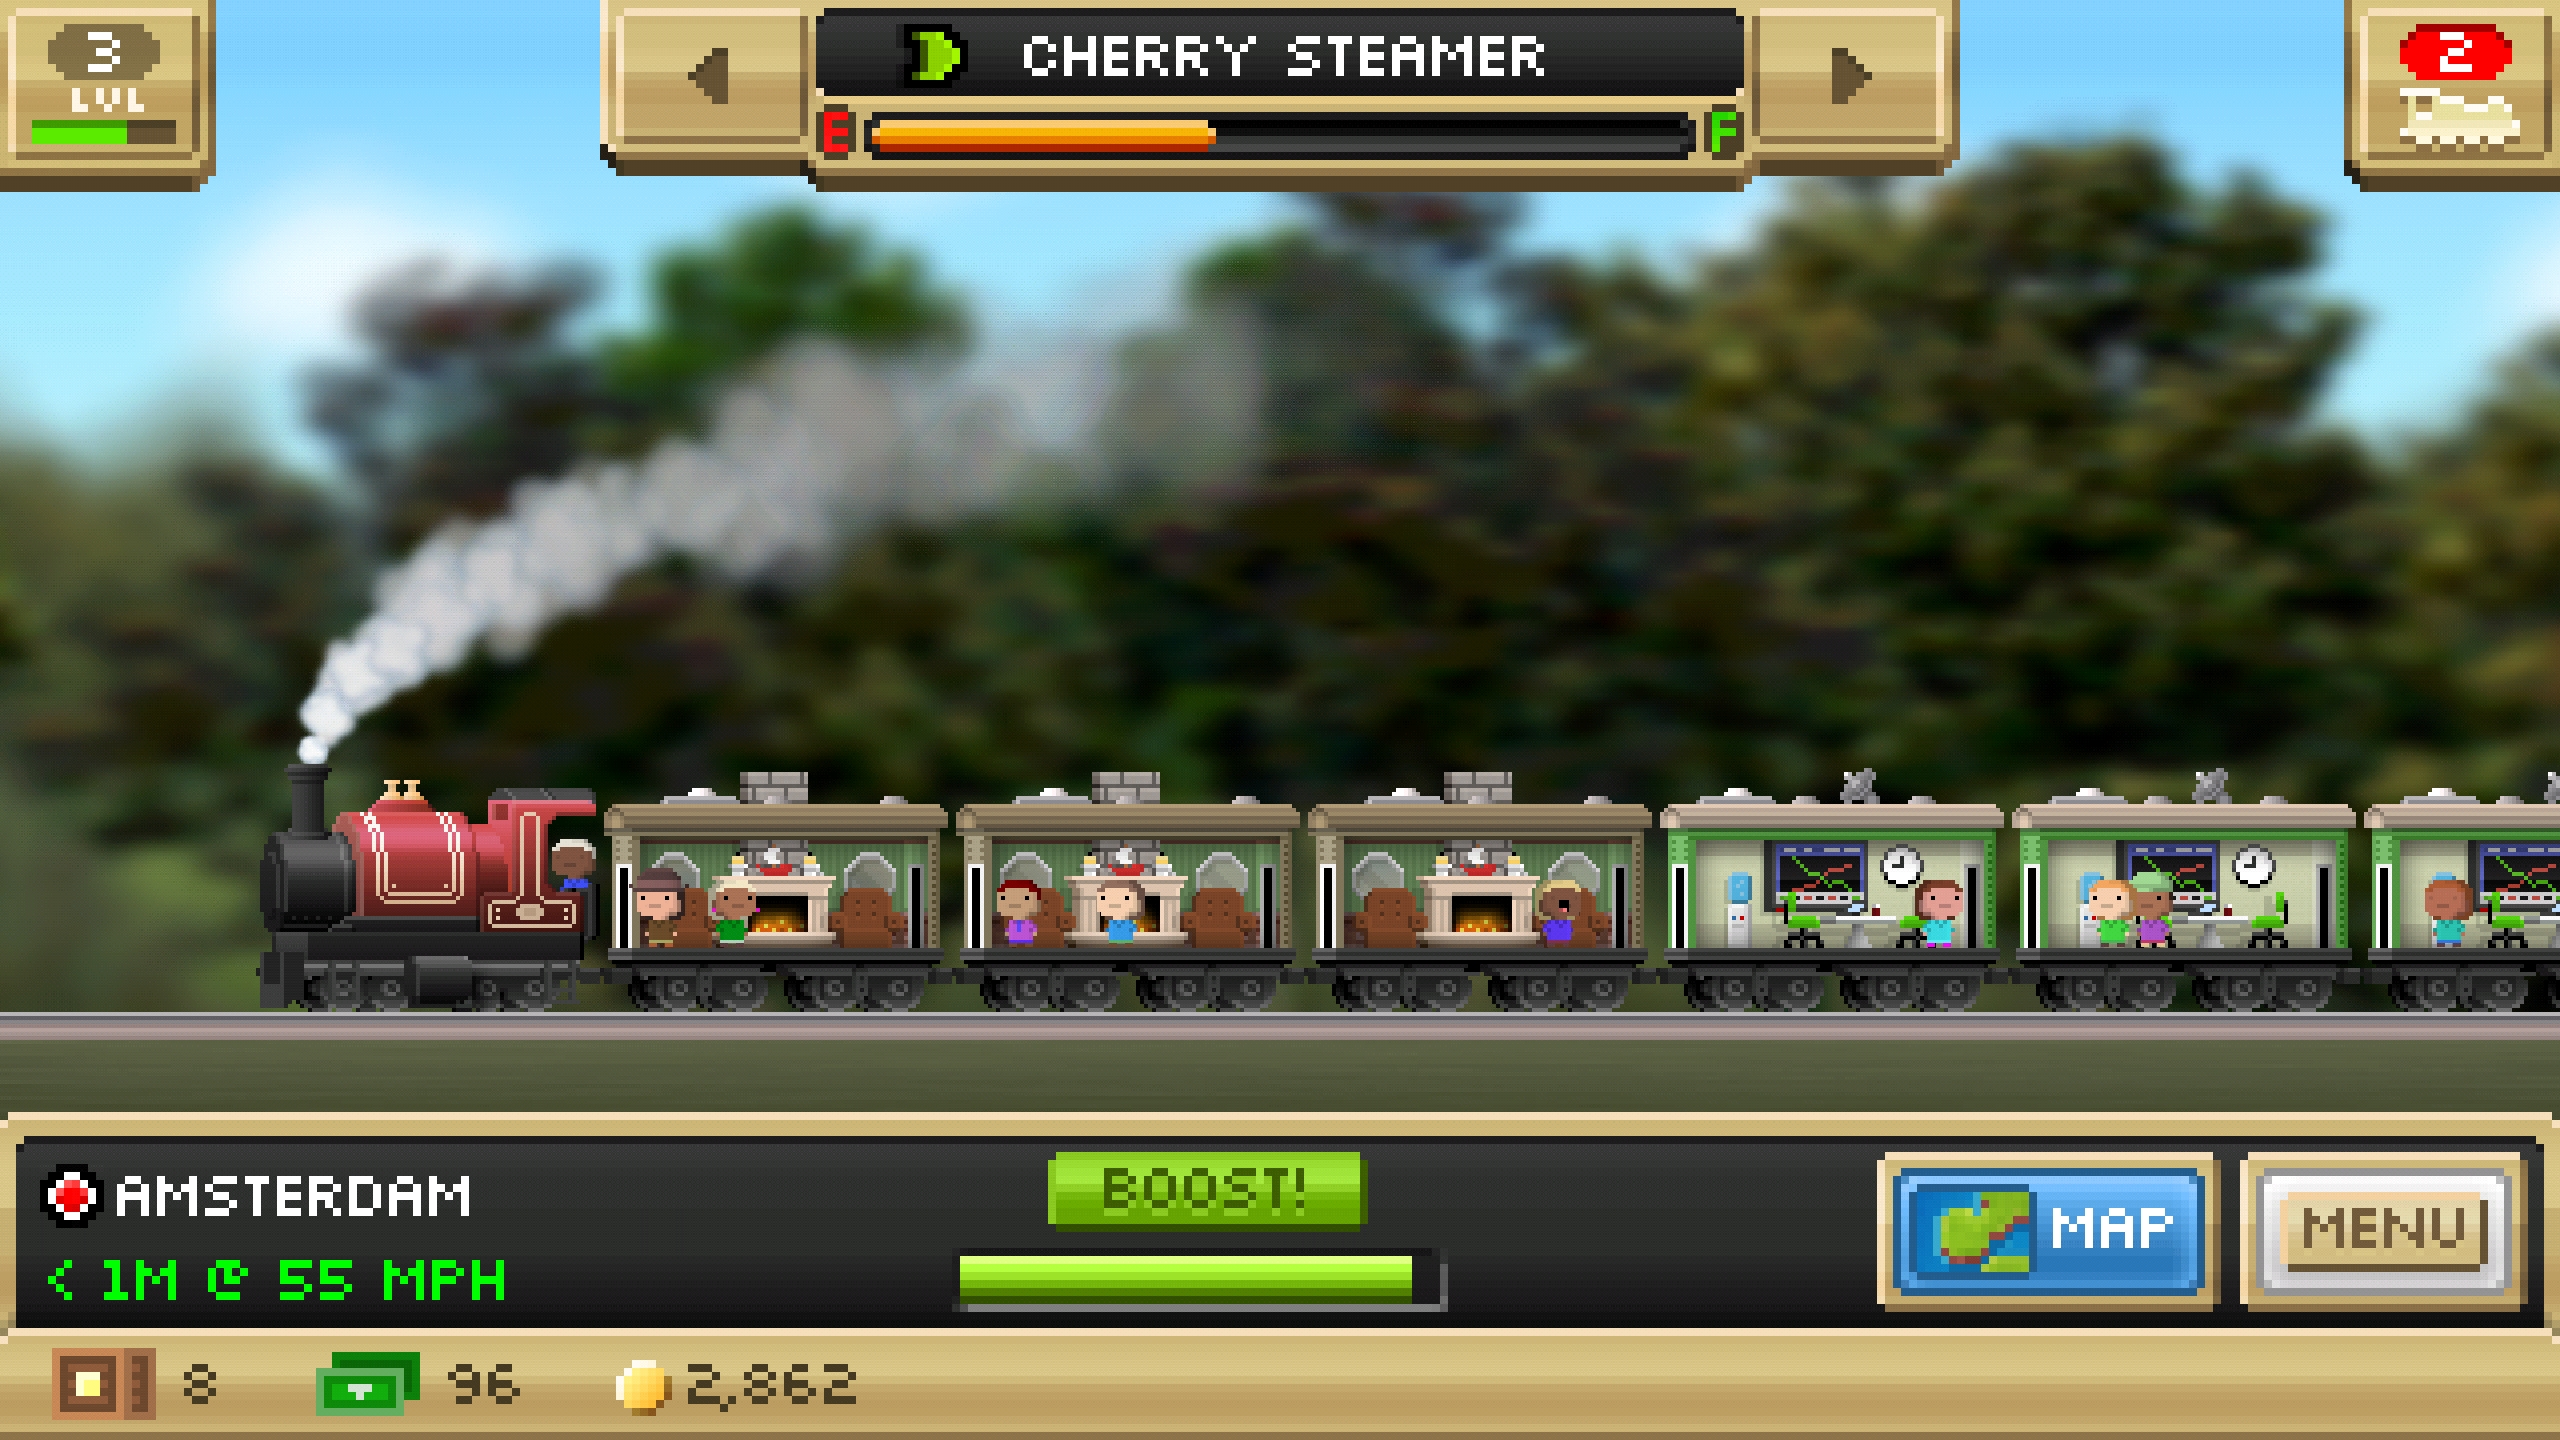 3
LVL
CHERRY STEAMER
E F
2
AMSTERDAM
< 1M @ 55 MPH
BOOST!
MAP
MENU
8 96 2,862